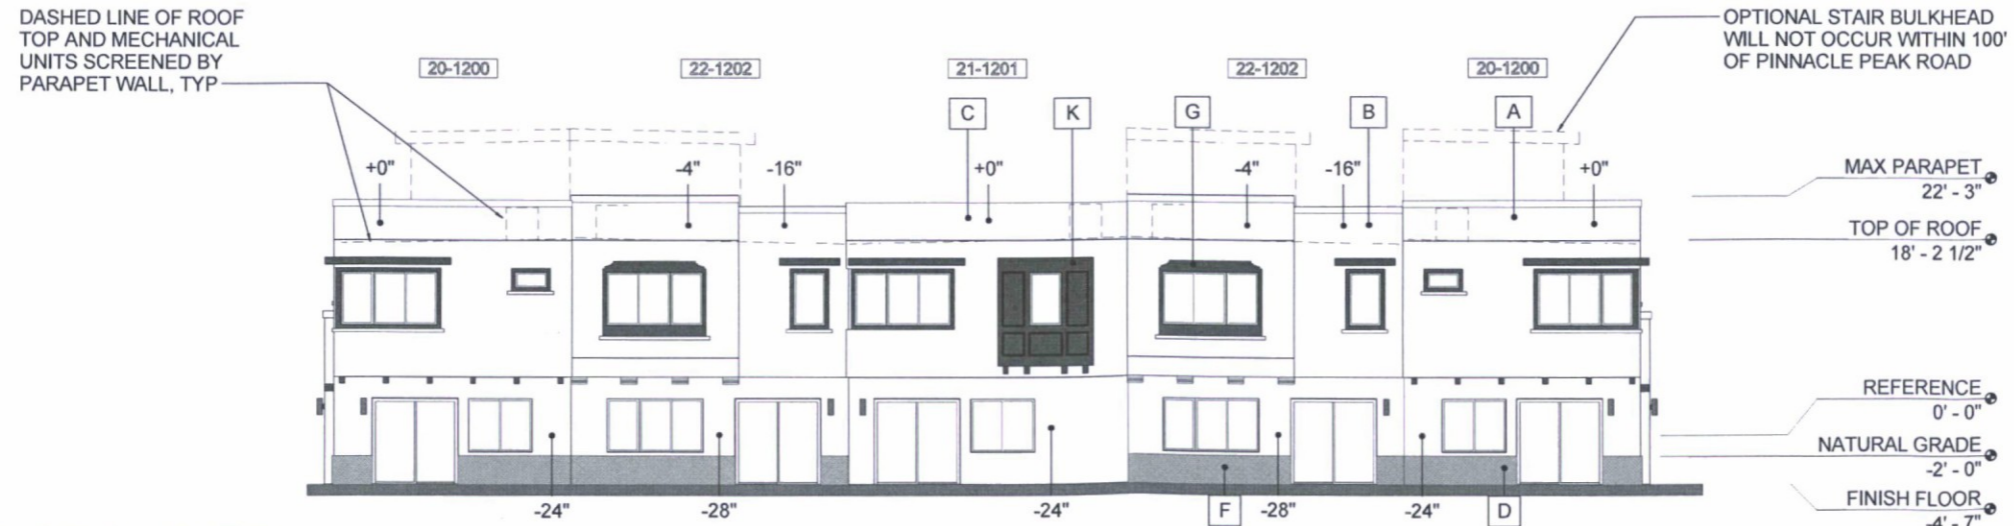 DASHED LINE OF ROOF
TOP AND MECHANICAL
UNITS SCREENED BY
PARAPET WALL, TYP
OPTIONAL STAIR BULKHEAD
WILL NOT OCCUR WITHIN 100'
OF PINNACLE PEAK ROAD
20-1200
22-1202
21-1201
22-1202
20-1200
C
K
G
B
A
+0"
-4"
-16"
+0"
-4"
-16"
+0"
MAX PARAPET
22' - 3"
TOP OF ROOF
18' - 2 1/2"
REFERENCE
0' - 0"
NATURAL GRADE
-2' - 0"
FINISH FLOOR
-4' - 7"
-24"
-28"
-24"
F
-28"
-24"
D